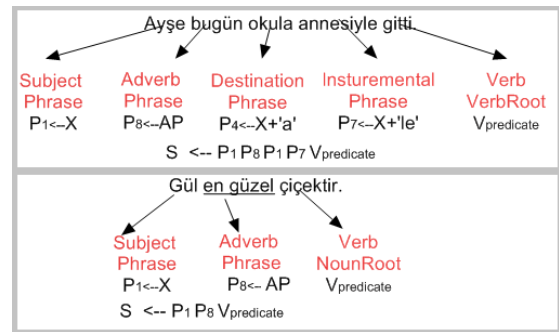 Ayşe bugün okula annesiyle gitti.
Subject Adverb Destination Insturemental Verb
Phrase Phrase Phrase Phrase VerbRoot
P1<--X P8<--AP P4<--X+'a' P7<--X+'le' Vpredicate
S <-- P1 P8 P1 P7 Vpredicate
Gül en güzel çiçektir.
Subject Adverb Verb
Phrase Phrase NounRoot
P1<--X P8<-- AP Vpredicate
S <-- P1 P8 Vpredicate